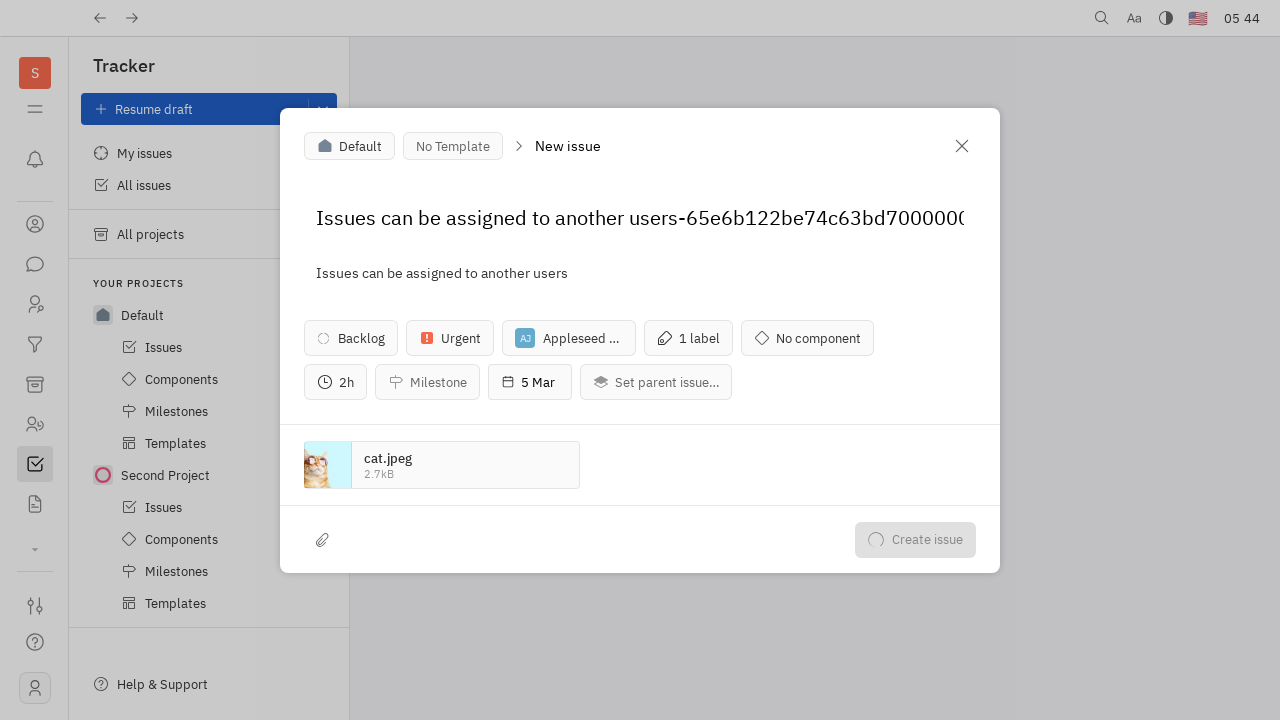 Aa
05 44
S
Tracker
Resume draft
My issues
All issues
All projects
YOUR PROJECTS
Default
Issues
Components
Milestones
Templates
Second Project
Issues
Components
Milestones
Templates
Help & Support
Default
No Template
New issue
Issues can be assigned to another users-65e6b122be74c63bd7000000
Issues can be assigned to another users
Backlog
Urgent
AJ
Appleseed ...
1 label
No component
2h
Milestone
5 Mar
Set parent issue...
cat.jpeg
2.7kB
Create issue